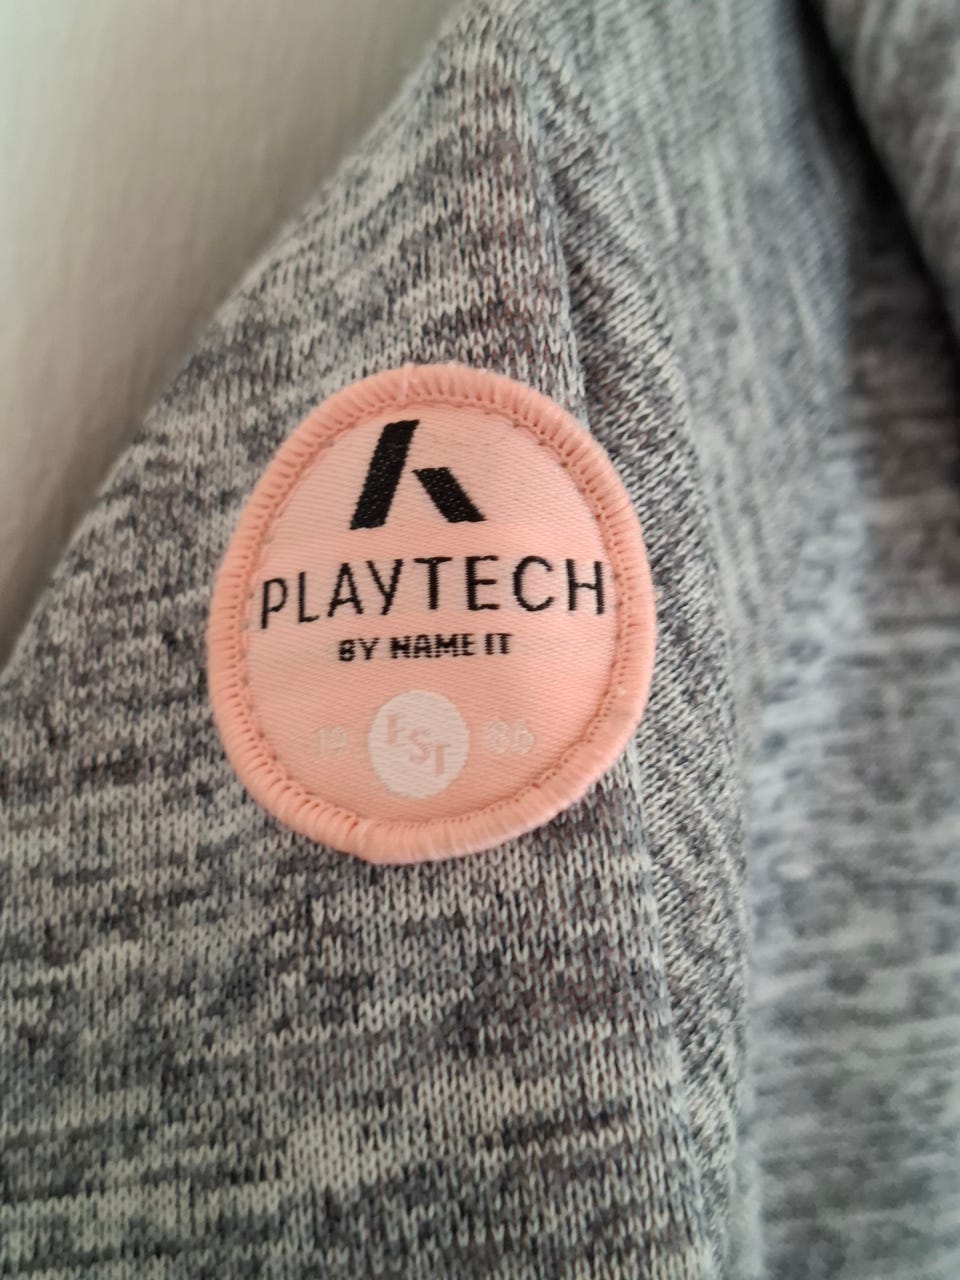 PLAYTECH
BY NAME IT
19 EST 86